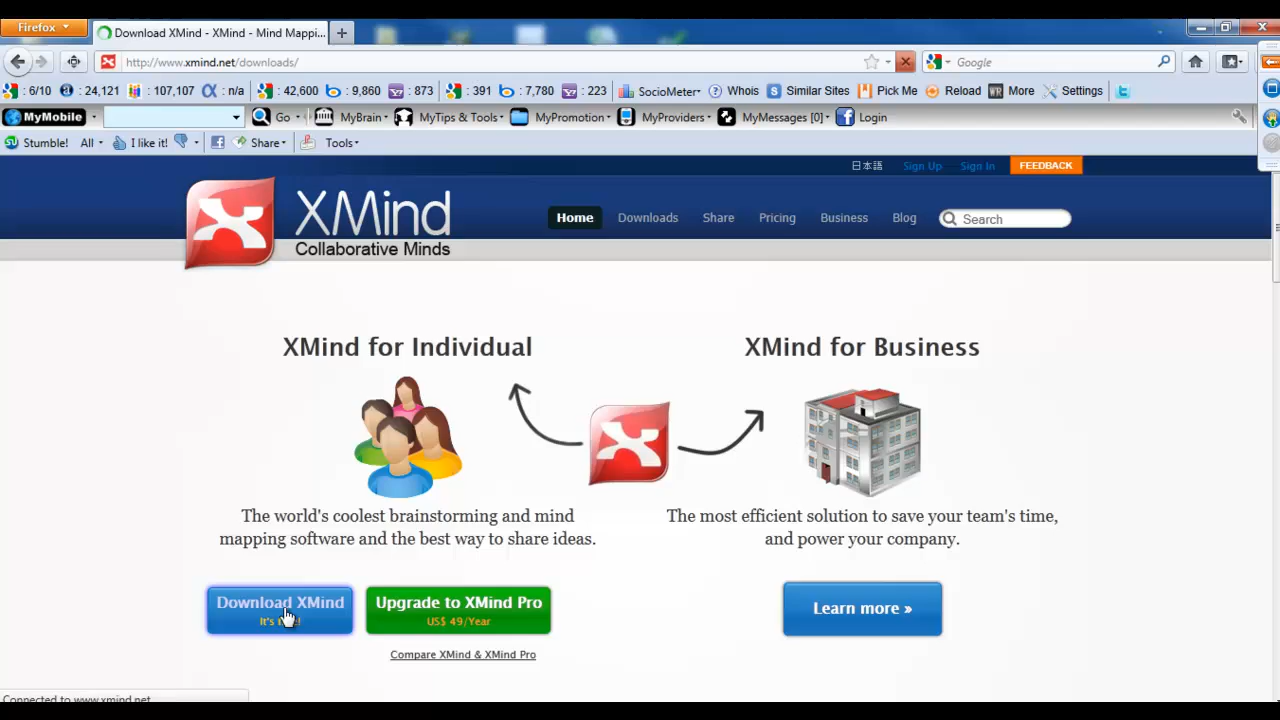 Firefox
Download XMind - XMind - Mind Mappi...
http://www.xmind.net/downloads/
Google
: 6/10 : 24,121 : 107,107 : n/a : 42,600 : 9,860 : 873 : 391 : 7,780 : 223 SocioMeter Whois Similar Sites Pick Me Reload More Settings
MyMobile Go MyBrain MyTips & Tools MyPromotion MyProviders MyMessages [0] Login
Stumble! All I like it! Share Tools
日本語 Sign Up Sign In FEEDBACK
XMind
Collaborative Minds
Home Downloads Share Pricing Business Blog Search
XMind for Individual
The world's coolest brainstorming and mind
mapping software and the best way to share ideas.
Download XMind
It's
Upgrade to XMind Pro
US$ 49/Year
Compare XMind & XMind Pro
XMind for Business
The most efficient solution to save your team's time,
and power your company.
Learn more »
Connected to www.xmind.net